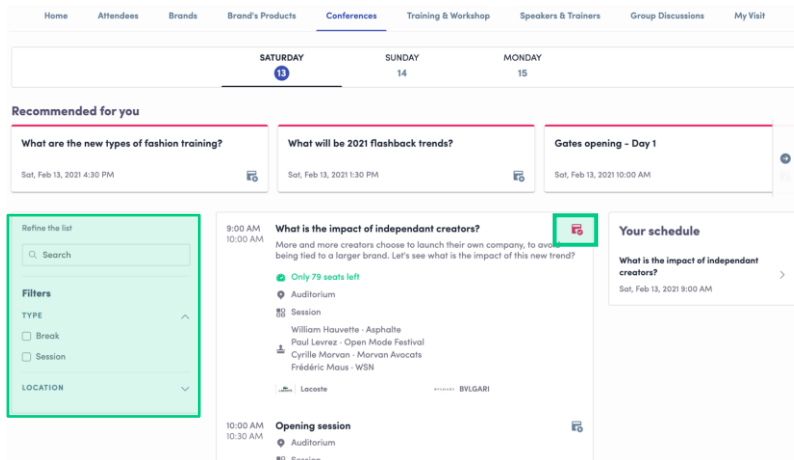 Home Attendees Brands Brand's Products Conferences Training & Workshop Speakers & Trainers Group Discussions My Visit
SATURDAY SUNDAY MONDAY
13 14 15
Recommended for you
What are the new types of fashion training?
Sat, Feb 13, 2021 4:30 PM
What will be 2021 flashback trends?
Sat, Feb 13, 2021 1:30 PM
Gates opening - Day 1
Sat, Feb 13, 2021 10:00 AM
Refine the list
Search
Filters
TYPE
Break
Session
LOCATION
9:00 AM
10:00 AM
What is the impact of independant creators?
More and more creators choose to launch their own company, to avoid
being tied to a larger brand. Let's see what is the impact of this new trend?
Only 79 seats left
Auditorium
Session
William Hauvette - Asphalte
Paul Levrez - Open Mode Festival
Cyrille Morvan - Morvan Avocats
Frédéric Maus - WSN
Lacoste BVLGARI BVLGARI
10:00 AM
10:30 AM
Opening session
Auditorium
Session
Your schedule
What is the impact of independant
creators?
Sat, Feb 13, 2021 9:00 AM